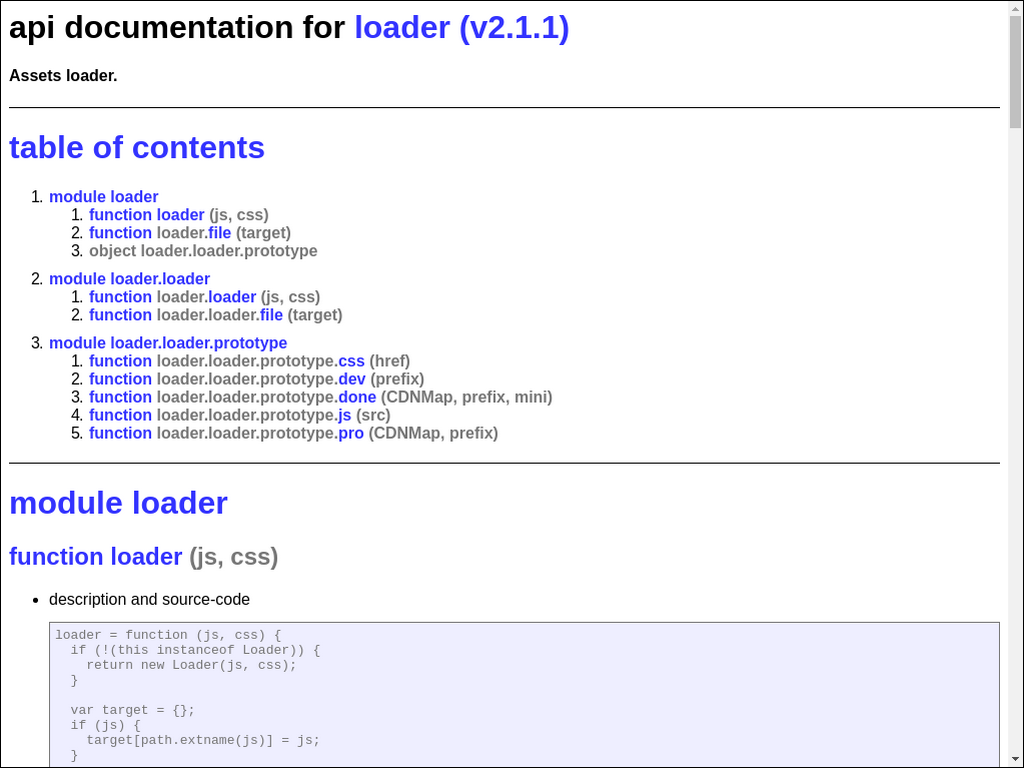 api documentation for loader (v2.1.1)
Assets loader.
table of contents
1. module loader
1. function loader (js, css)
2. function loader.file (target)
3. object loader.loader.prototype
2. module loader.loader
1. function loader.loader (js, css)
2. function loader.loader.file (target)
3. module loader.loader.prototype
1. function loader.loader.prototype.css (href)
2. function loader.loader.prototype.dev (prefix)
3. function loader.loader.prototype.done (CDNMap, prefix, mini)
4. function loader.loader.prototype.js (src)
5. function loader.loader.prototype.pro (CDNMap, prefix)
module loader
function loader (js, css)
• description and source-code
loader = function (js, css) {
  if (!(this instanceof Loader)) {
    return new Loader(js, css);
  }
  var target = {};
  if (js) {
    target[path.extname(js)] = js;
  }